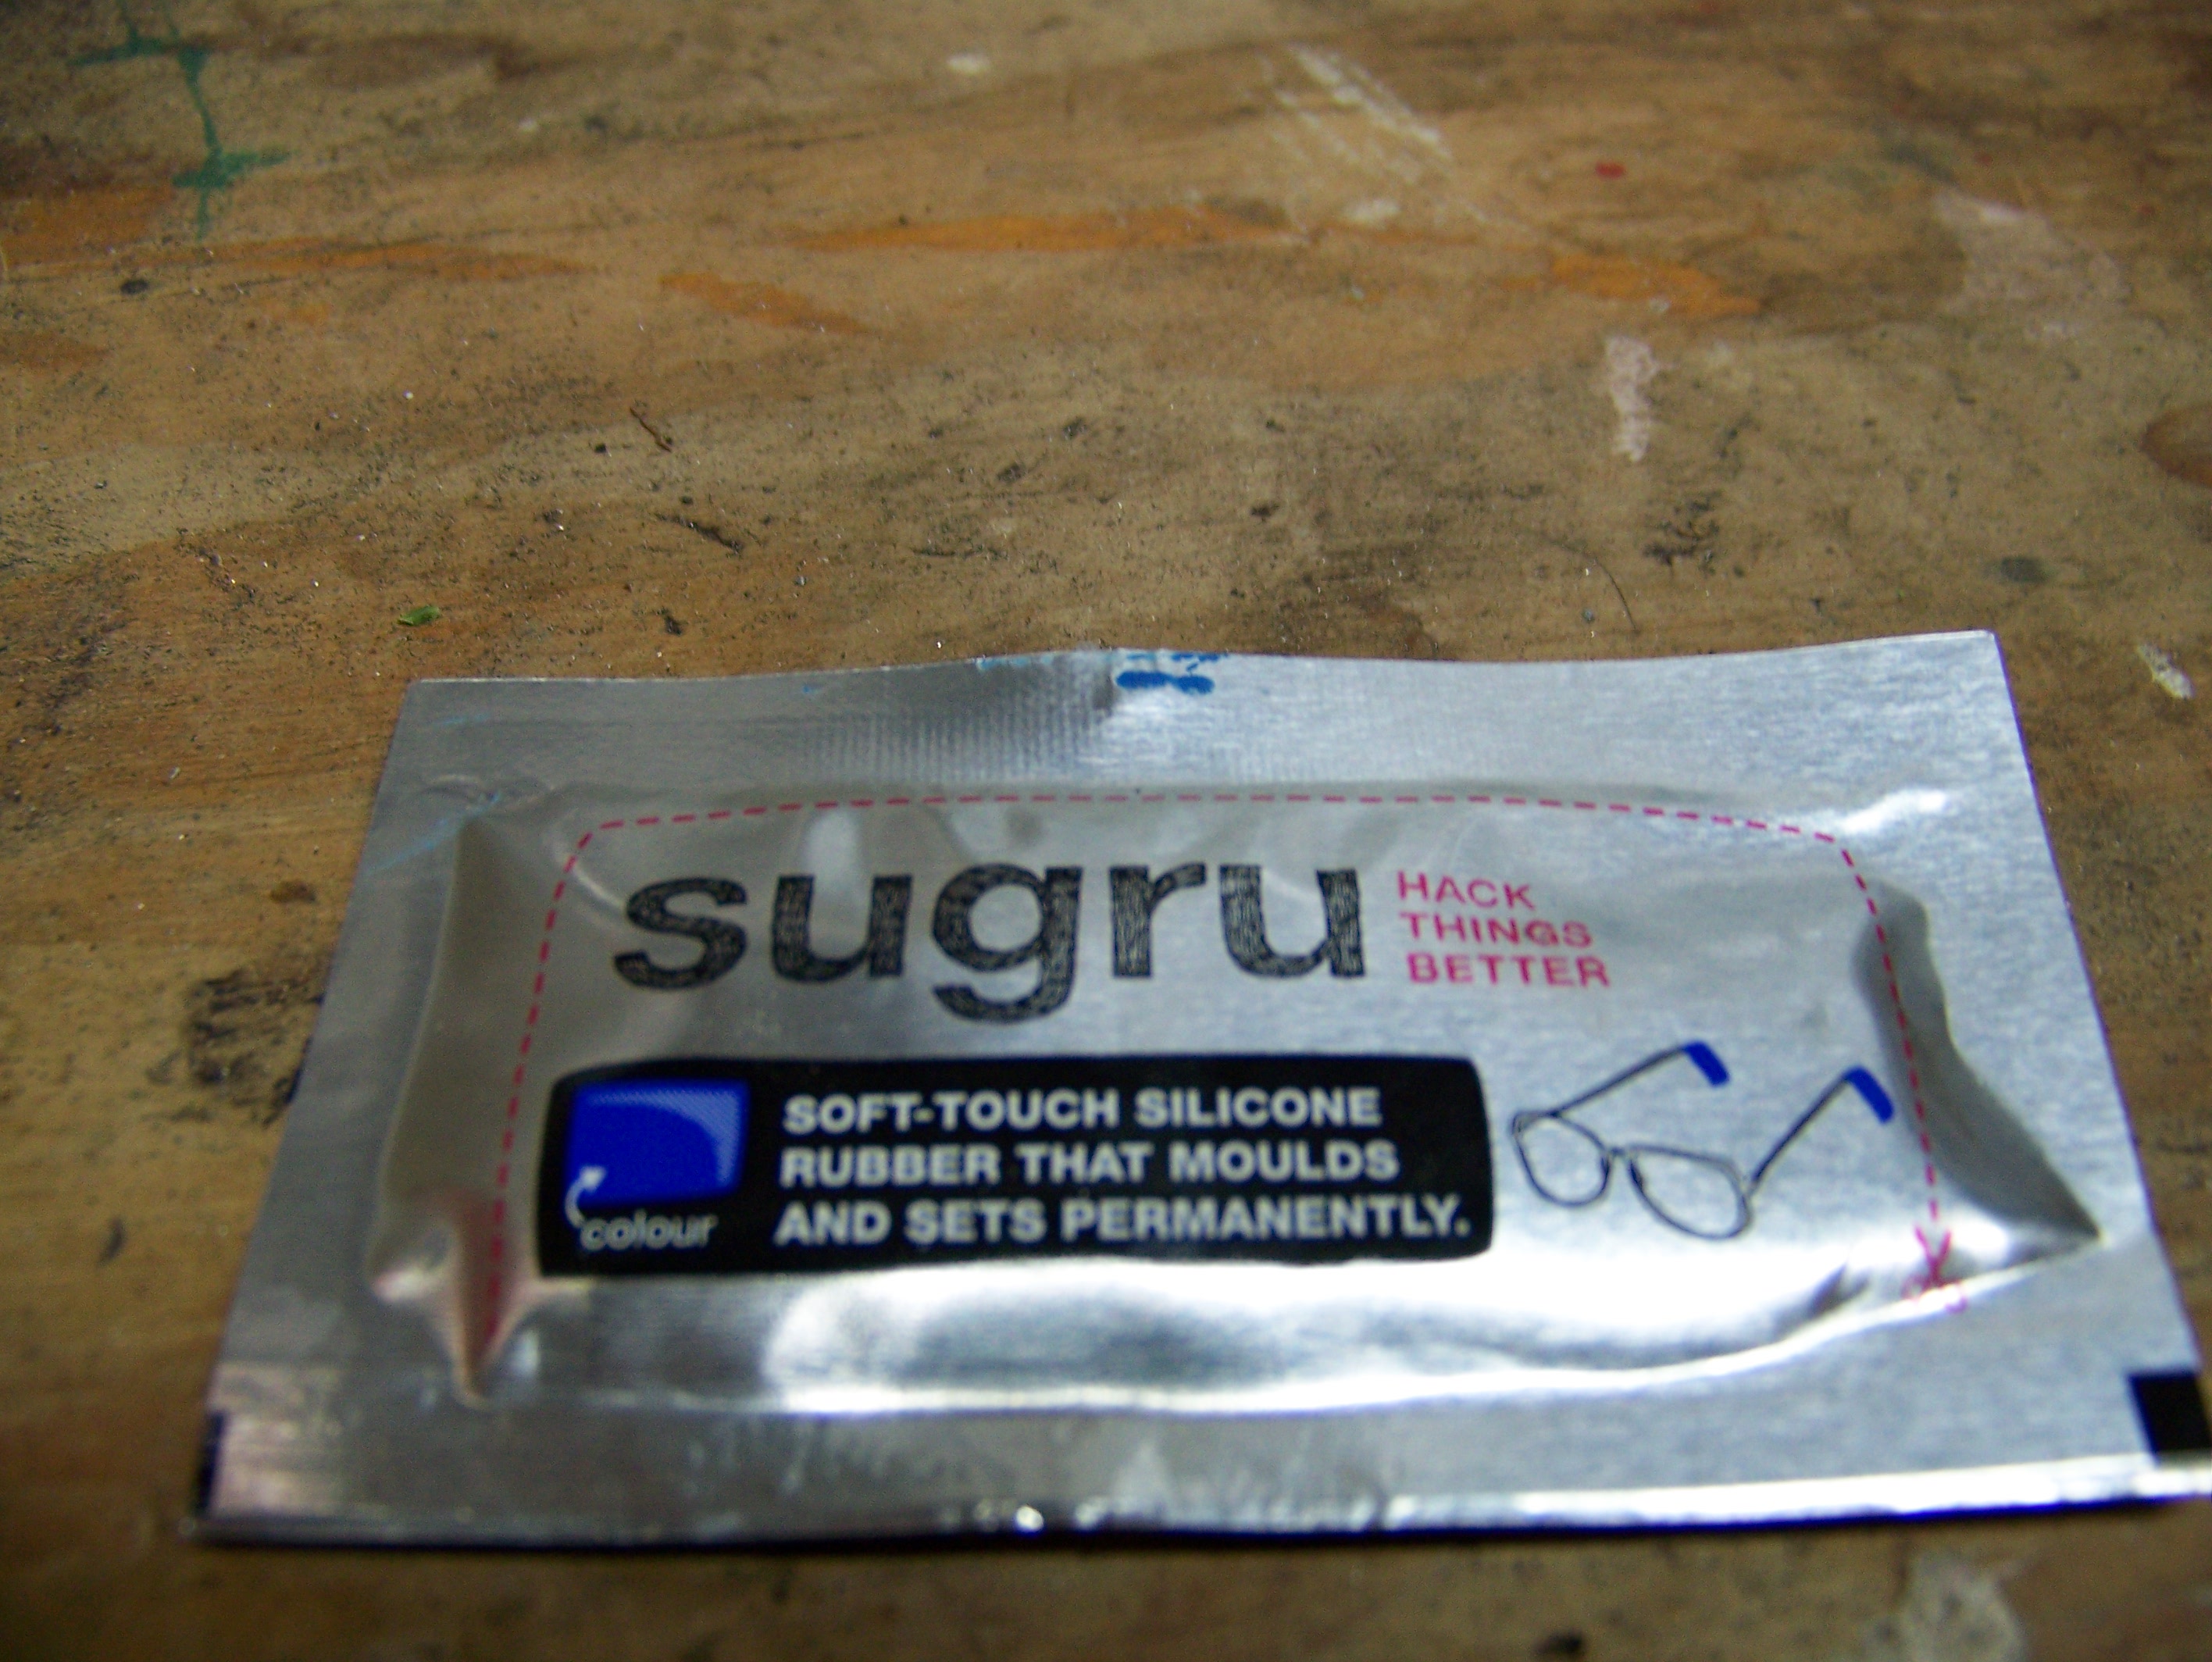 sugru
HACK
THINGS
BETTER
SOFT-TOUCH SILICONE
RUBBER THAT MOULDS
AND SETS PERMANENTLY.
colour